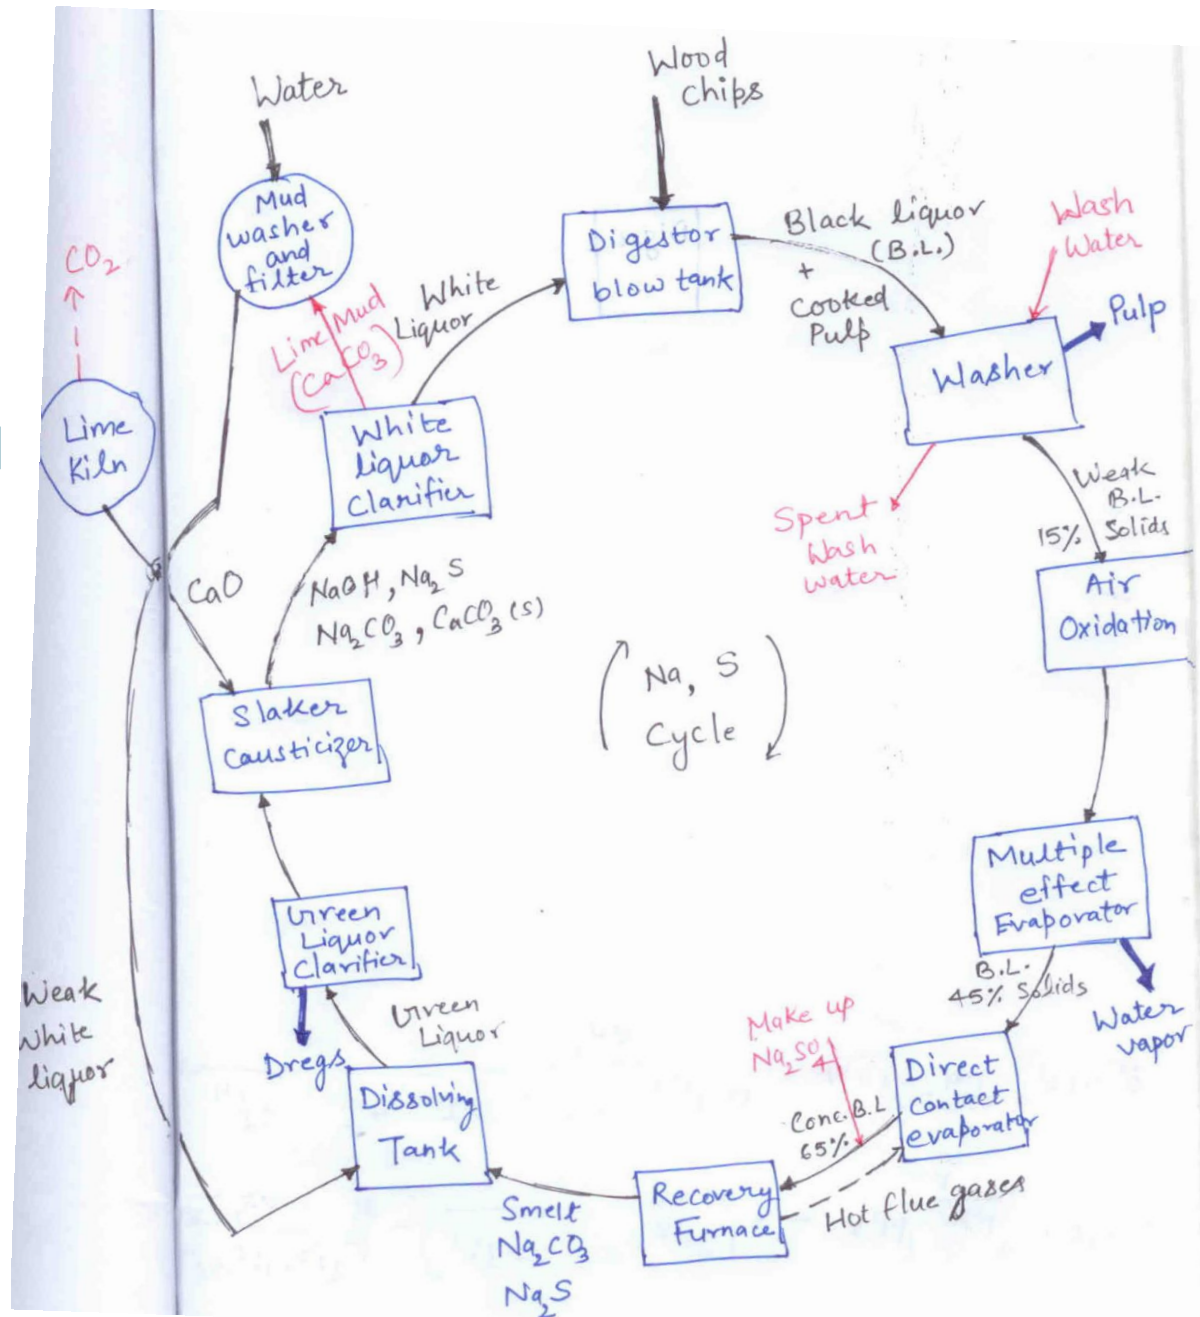 Water
Wood
Chips
Mud
washer
and
filter
Digestor
blow tank
Black liquor
(B.L.)
+
Cooked
Pulp
Wash
Water
CO₂
White
Liquor
Lime Mud
(CaCO₃)
Pulp
Washer
Lime
Kiln
White
liquor
Clarifier
Weak
B.L.
15% Solids
Spent
Wash
water
Air
Oxidation
CaO
NaOH, Na₂S
Na₂CO₃, CaCO₃(s)
Na, S
Cycle
Slaker
Causticizer
Multiple
effect
Evaporator
Green
Liquor
Clarifier
B.L.
45% Solids
Water
vapor
Weak
White
liquor
Green
Liquor
Dregs
Make up
Na₂SO₄
Direct
Contact
evaporator
Dissolving
Tank
Conc. B.L
65%
Recovery
Furnace
Hot flue gases
Smelt
Na₂CO₃
Na₂S